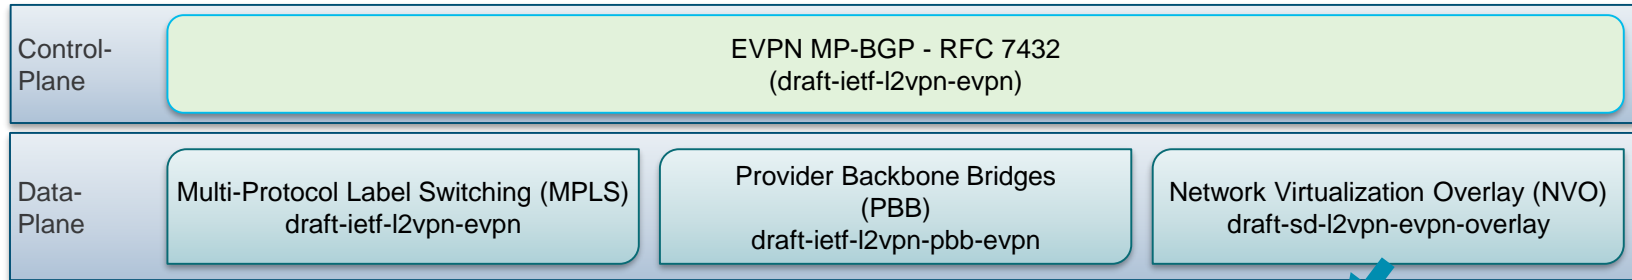 Control-
Plane
EVPN MP-BGP - RFC 7432
(draft-ietf-l2vpn-evpn)
Data-
Plane
Multi-Protocol Label Switching (MPLS)
draft-ietf-l2vpn-evpn
Provider Backbone Bridges
(PBB)
draft-ietf-l2vpn-pbb-evpn
Network Virtualization Overlay (NVO)
draft-sd-l2vpn-evpn-overlay